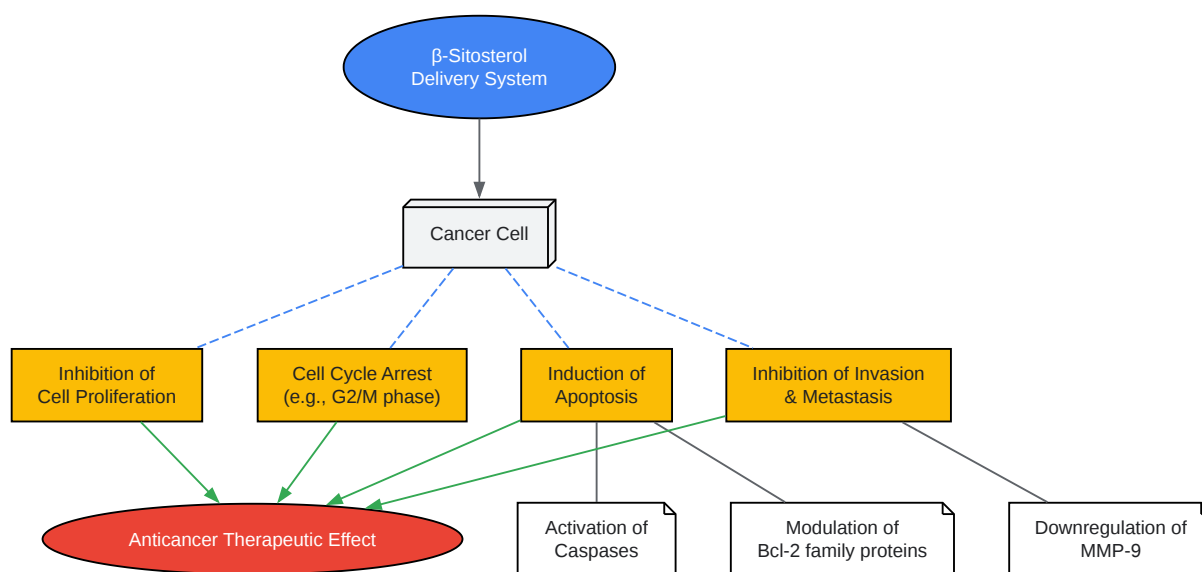 β-Sitosterol
Delivery System
Cancer Cell
Inhibition of
Cell Proliferation
Cell Cycle Arrest
(e.g., G2/M phase)
Induction of
Apoptosis
Inhibition of Invasion
& Metastasis
Anticancer Therapeutic Effect
Activation of
Caspases
Modulation of
Bcl-2 family proteins
Downregulation of
MMP-9